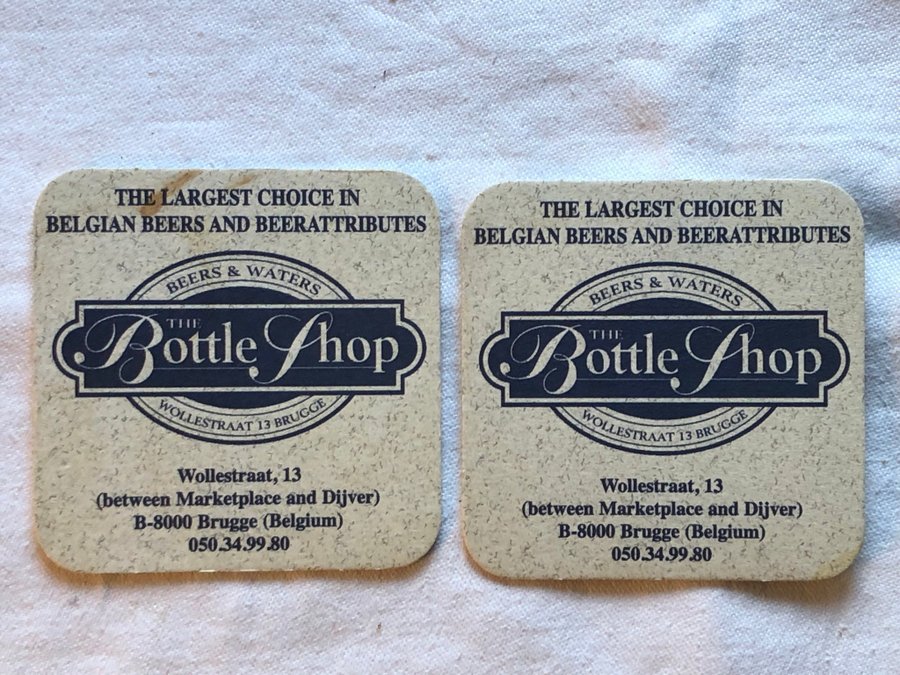 THE LARGEST CHOICE IN
BELGIAN BEERS AND BEERATTRIBUTES
BEERS & WATERS
THE
Bottle Shop
WOLLESTRAAT 13 BRUGGE
Wollestraat, 13
(between Marketplace and Dijver)
B-8000 Brugge (Belgium)
050.34.99.80
THE LARGEST CHOICE IN
BELGIAN BEERS AND BEERATTRIBUTES
BEERS & WATERS
THE
Bottle Shop
WOLLESTRAAT 13 BRUGGE
Wollestraat, 13
(between Marketplace and Dijver)
B-8000 Brugge (Belgium)
050.34.99.80